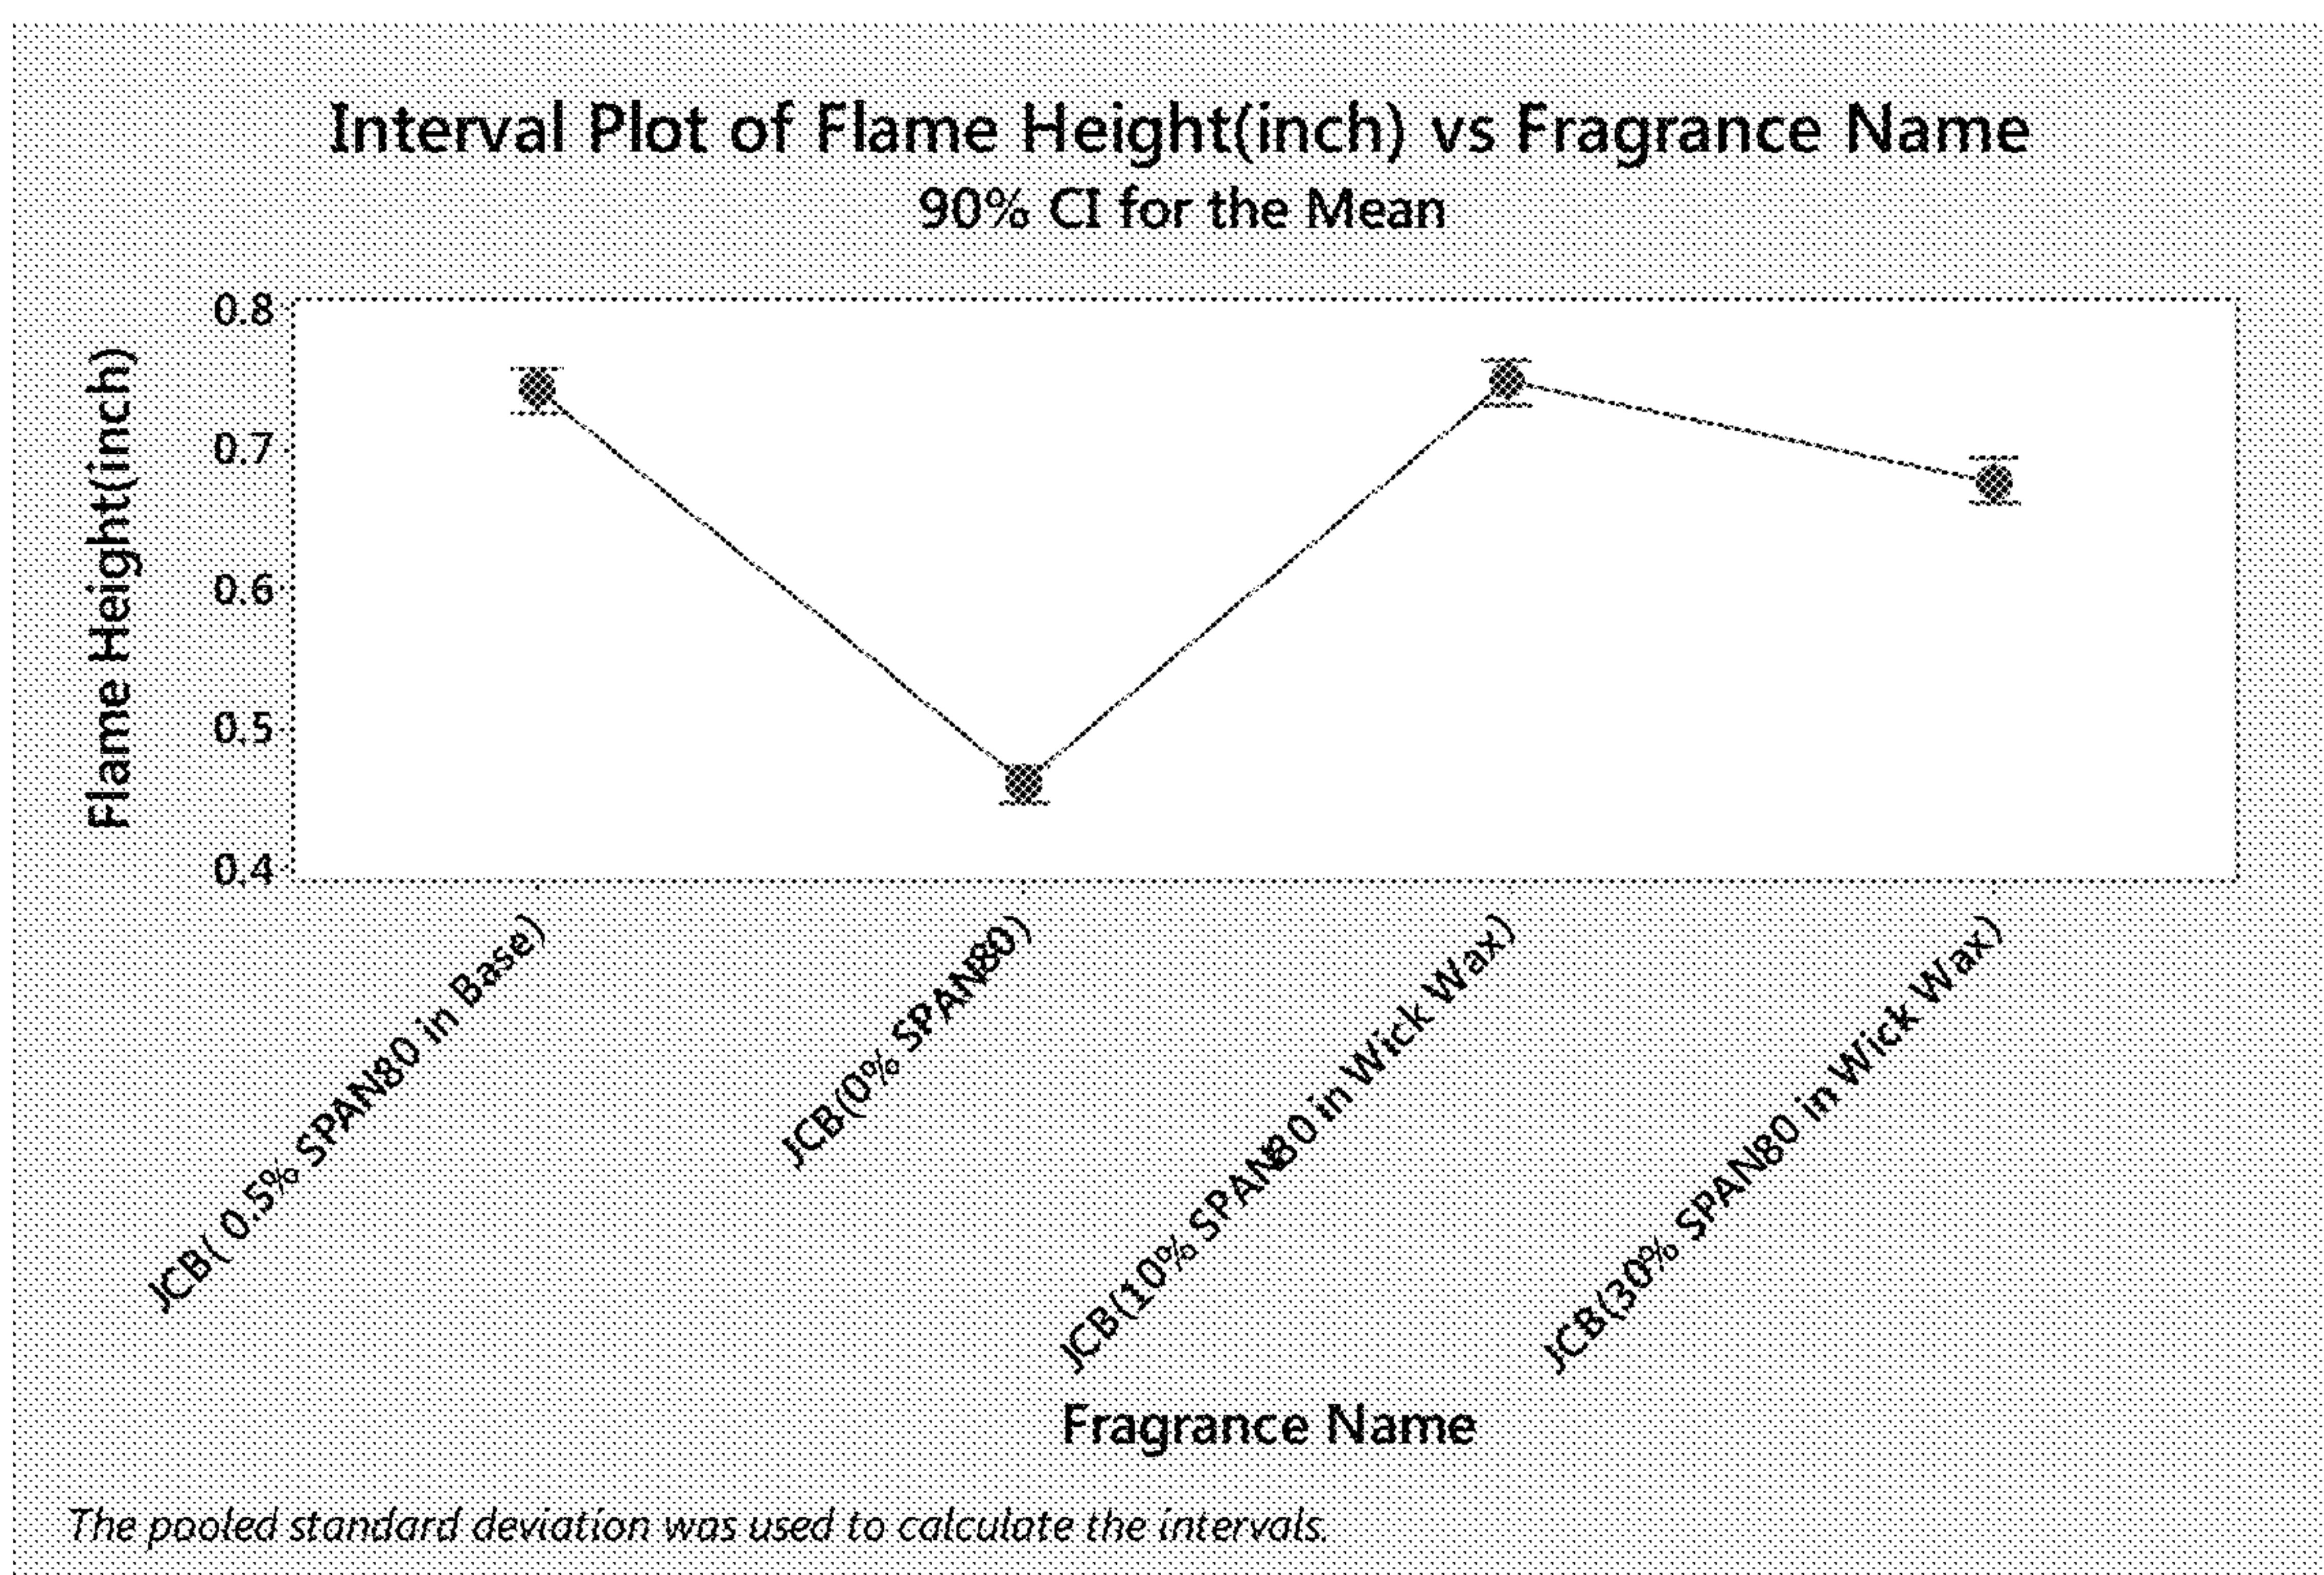 Interval Plot of Flame Height(inch) vs Fragrance Name
90% CI for the Mean
Flame Height(inch)
0.8
0.7
0.6
0.5
0.4
JCB( 0.5% SPAN80 in Base)
JCB(0% SPAN80)
JCB(10% SPAN80 in Wick Wax)
JCB(30% SPAN80 in Wick Wax)
Fragrance Name
The pooled standard deviation was used to calculate the intervals.